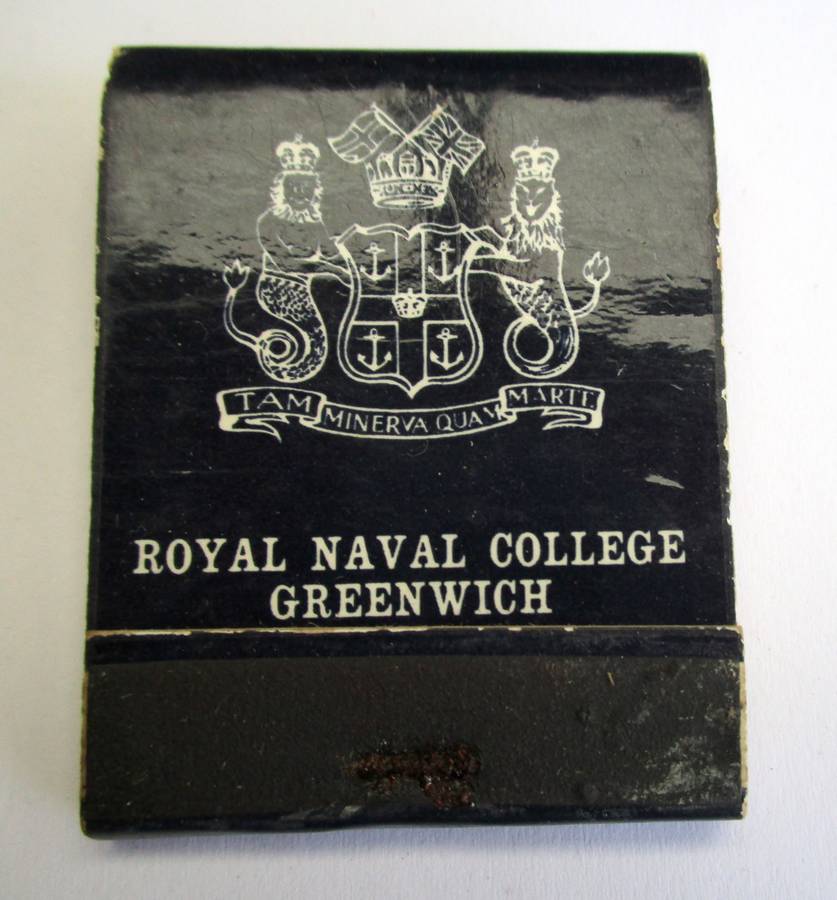 TAM MINERVA QUAM MARTE
ROYAL NAVAL COLLEGE
GREENWICH